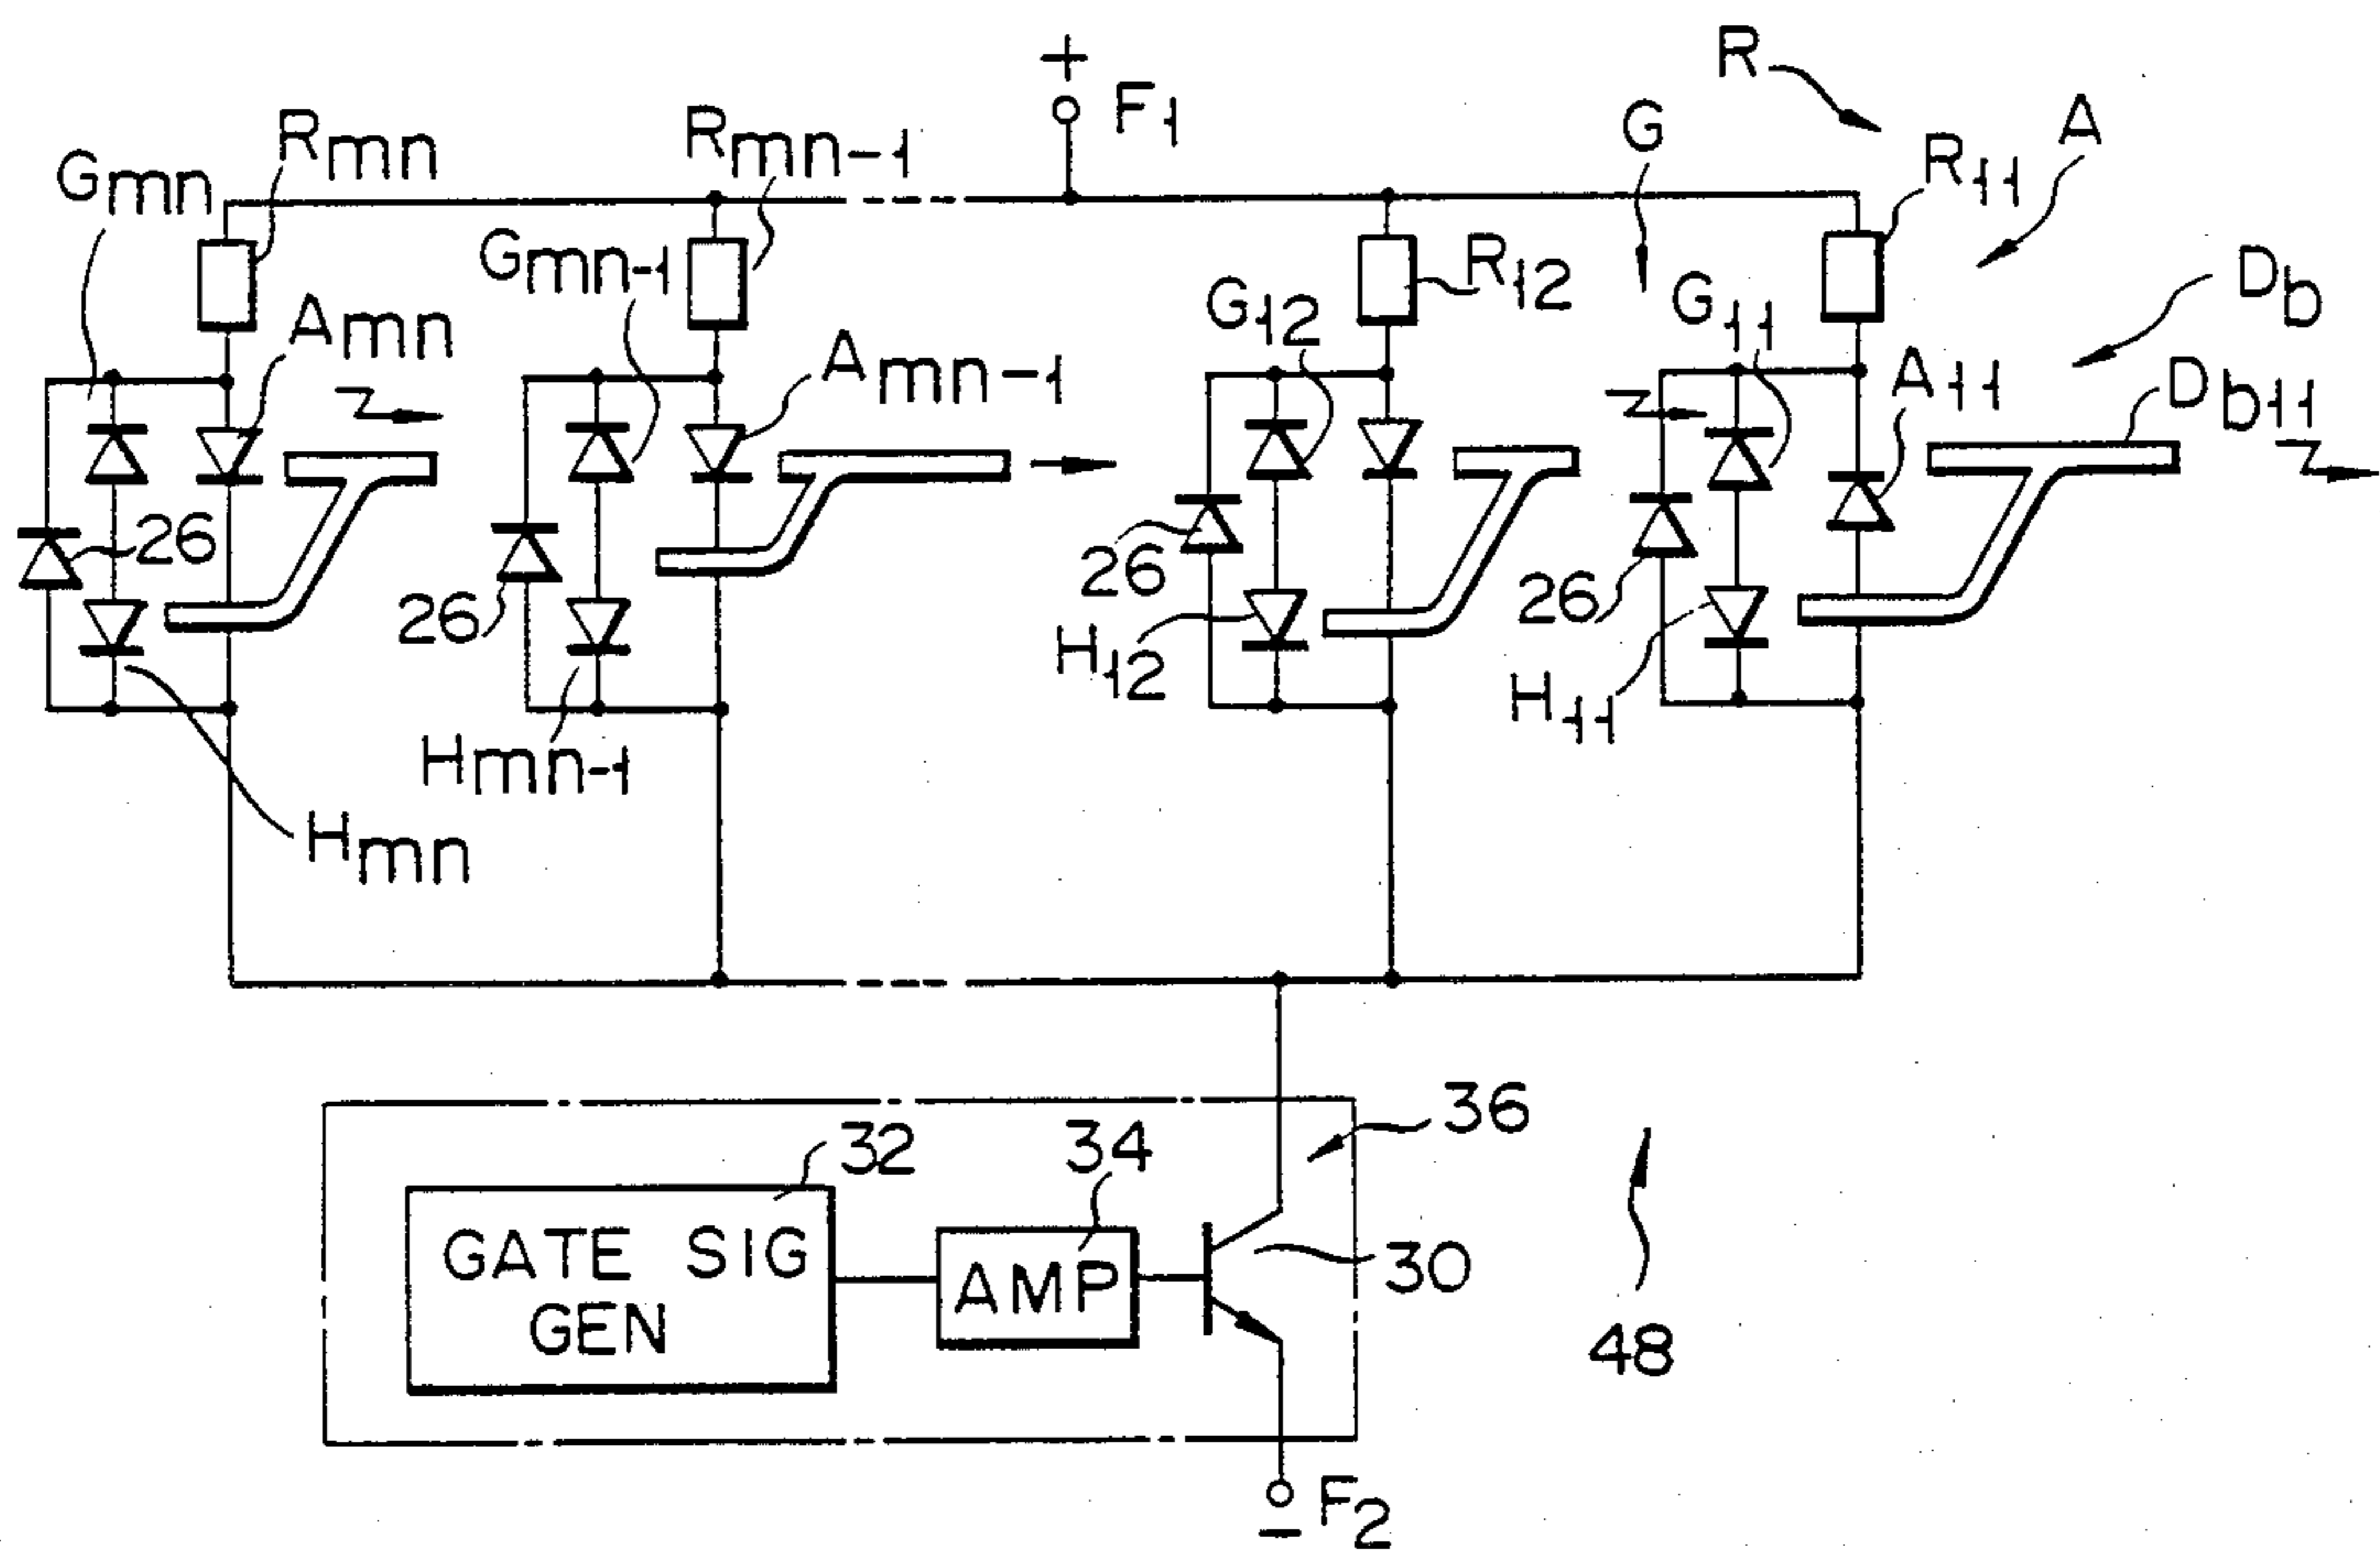 R
+
F1
G
A
Rmn
Rmn-1
R11
Gmn
Gmn-1
R12
Db
G12
G11
Amn
Amn-1
A11
Db11
26
26
26
26
H12
H11
Hmn-1
Hmn
36
32
34
GATE SIG
GEN
AMP
30
48
F2
−